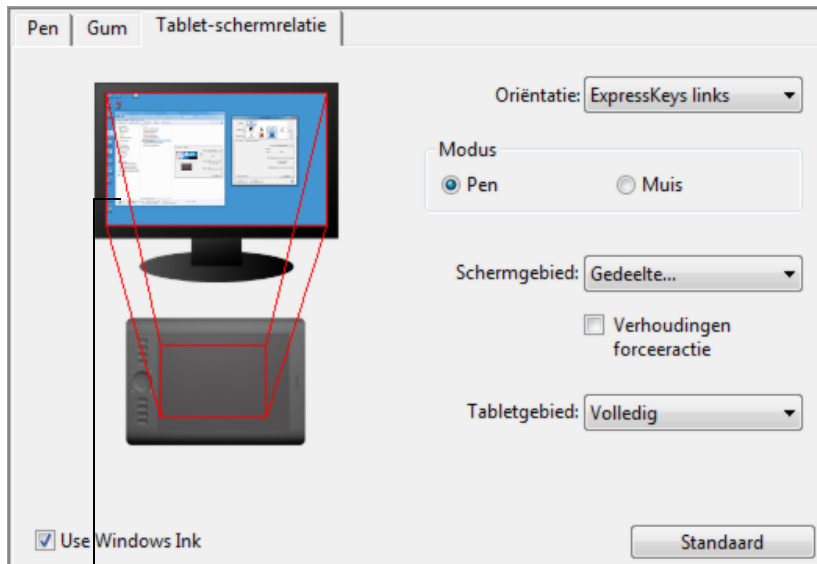 Pen Gum Tablet-schermrelatie
Oriëntatie: ExpressKeys links
Modus
Pen Muis
Schermgebied: Gedeelte...
Verhoudingen
forceeractie
Tabletgebied: Volledig
Use Windows Ink Standaard